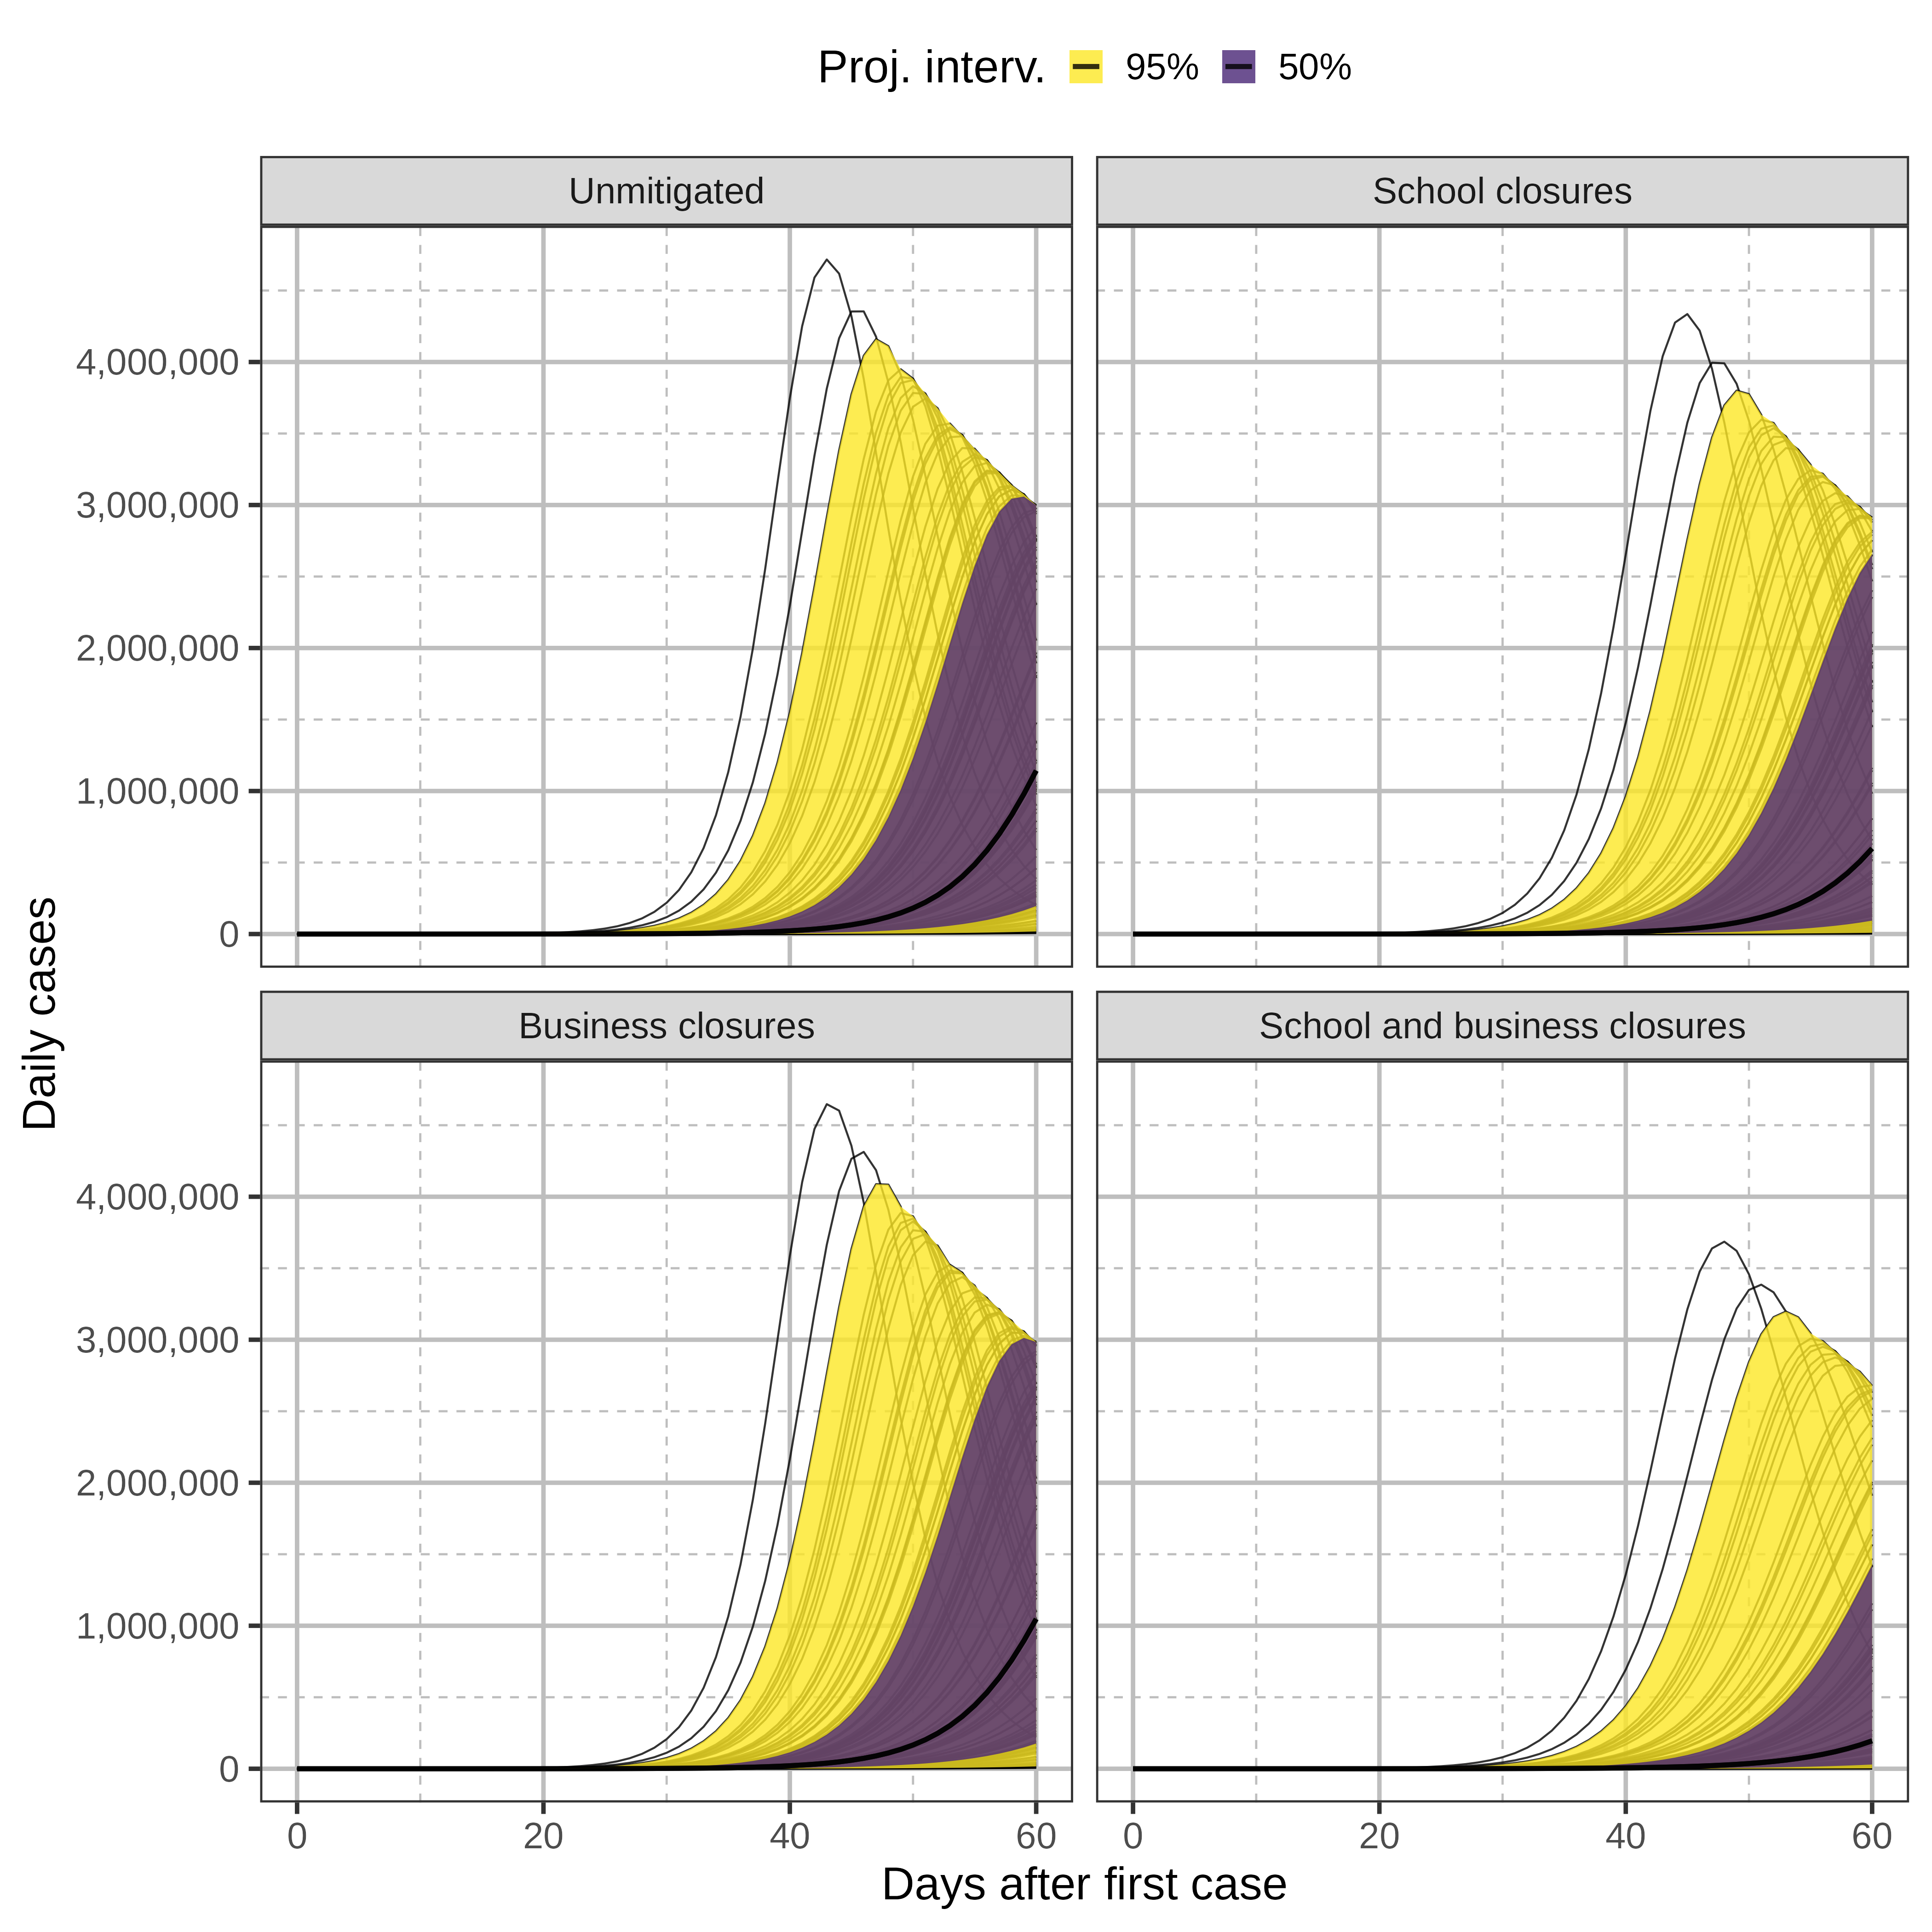 Proj. interv. 95% 50%
Unmitigated
School closures
4,000,000
3,000,000
2,000,000
1,000,000
0
Business closures
School and business closures
4,000,000
3,000,000
2,000,000
1,000,000
0
0 20 40 60
0 20 40 60
Daily cases
Days after first case